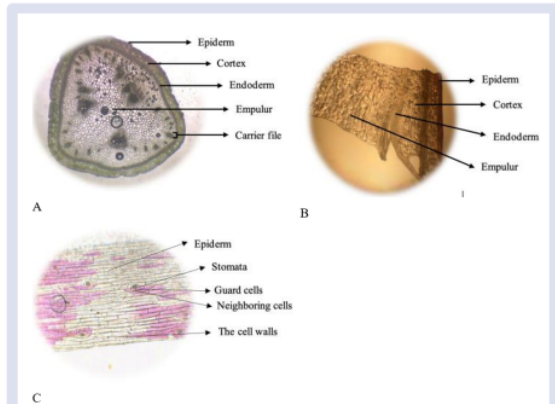 Epiderm
Cortex
Endoderm
Empulur
Carrier file
A
Epiderm
Cortex
Endoderm
Empulur
1
B
Epiderm
Stomata
Guard cells
Neighboring cells
The cell walls
C